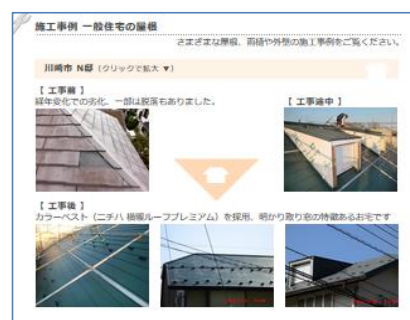 施工事例 一般住宅の屋根
さまざまな屋根、雨樋や外壁の施工事例をご覧ください。
川崎市 N邸 (クリックで拡大 ▼)
【 工事前 】
経年変化での劣化、一部は脱落もありました。
【 工事途中 】
【 工事後 】
カラーベスト(ニチハ 横暖ルーフプレミアム)を採用、明かり取り窓の特徴あるお宅です